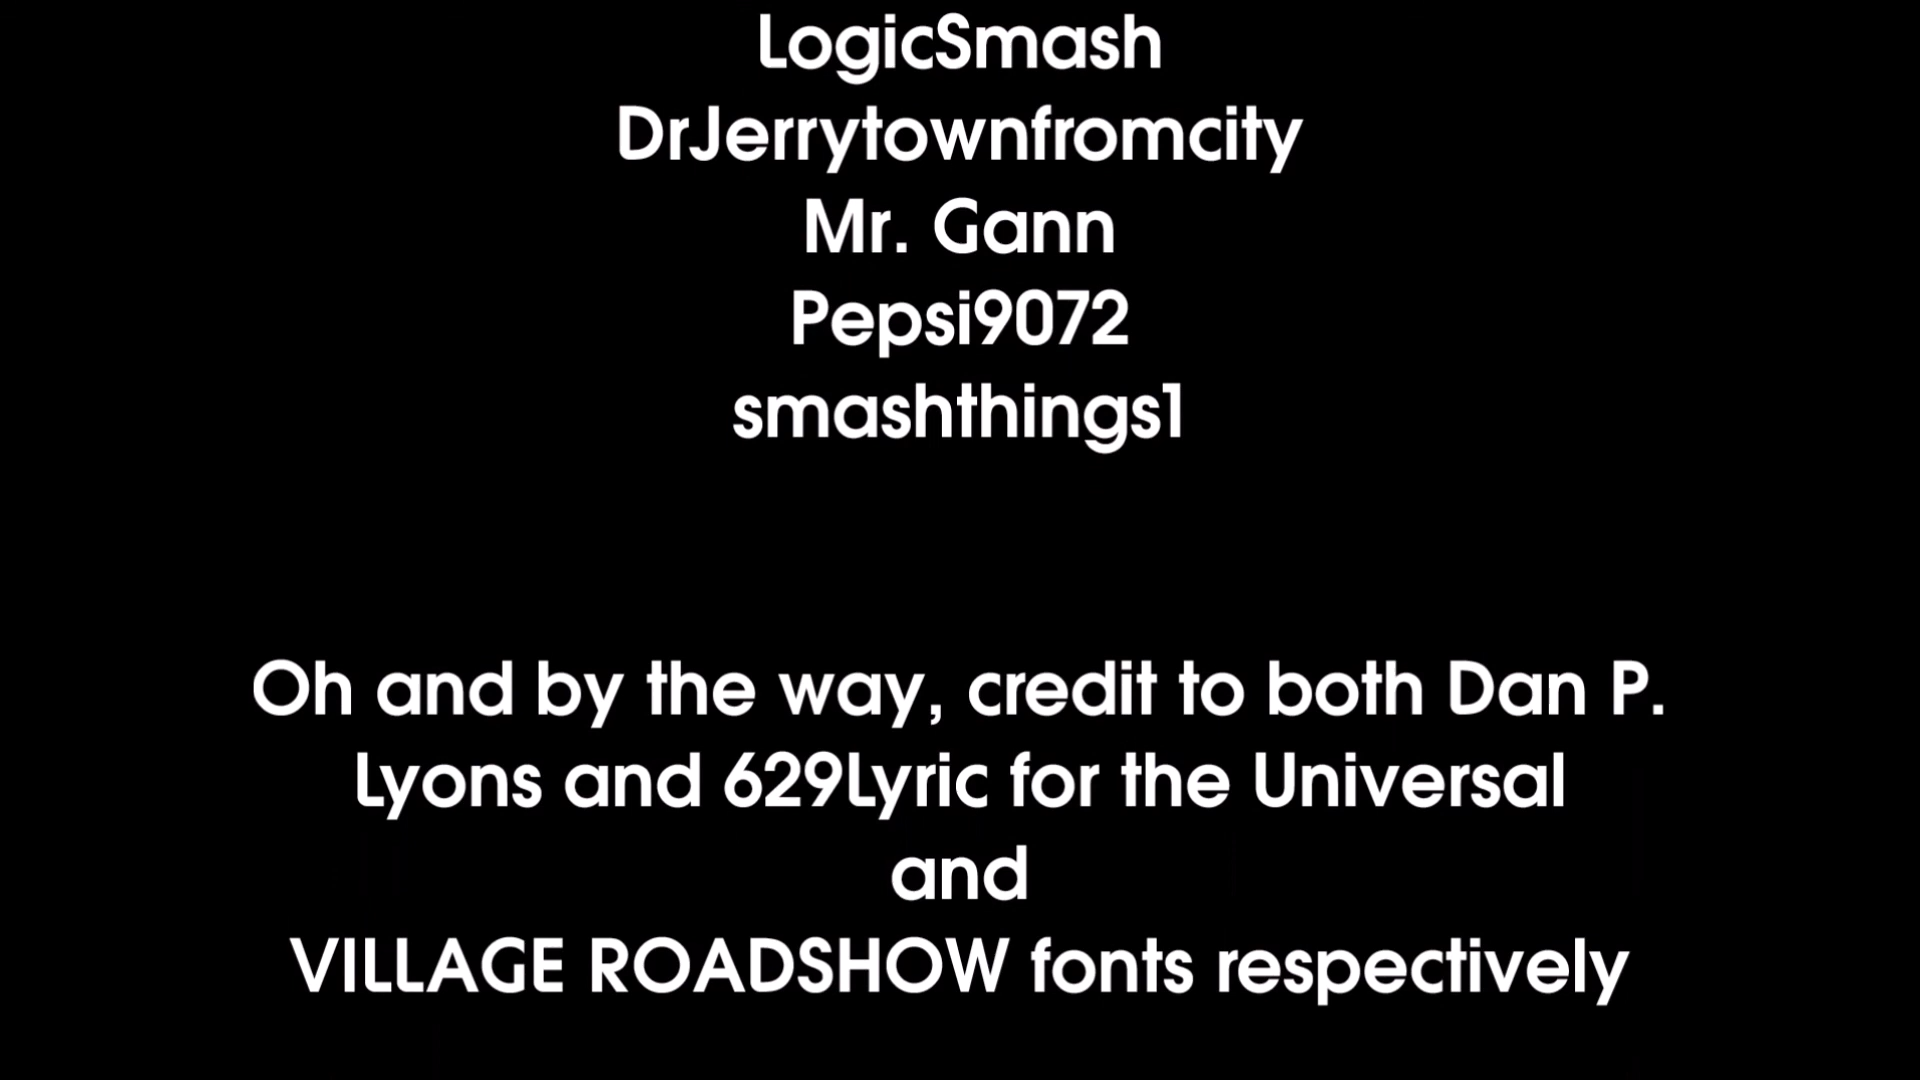 LogicSmash
DrJerrytownfromcity
Mr. Gann
Pepsi9072
smashthings1
Oh and by the way, credit to both Dan P.
Lyons and 629Lyric for the Universal
and
VILLAGE ROADSHOW fonts respectively